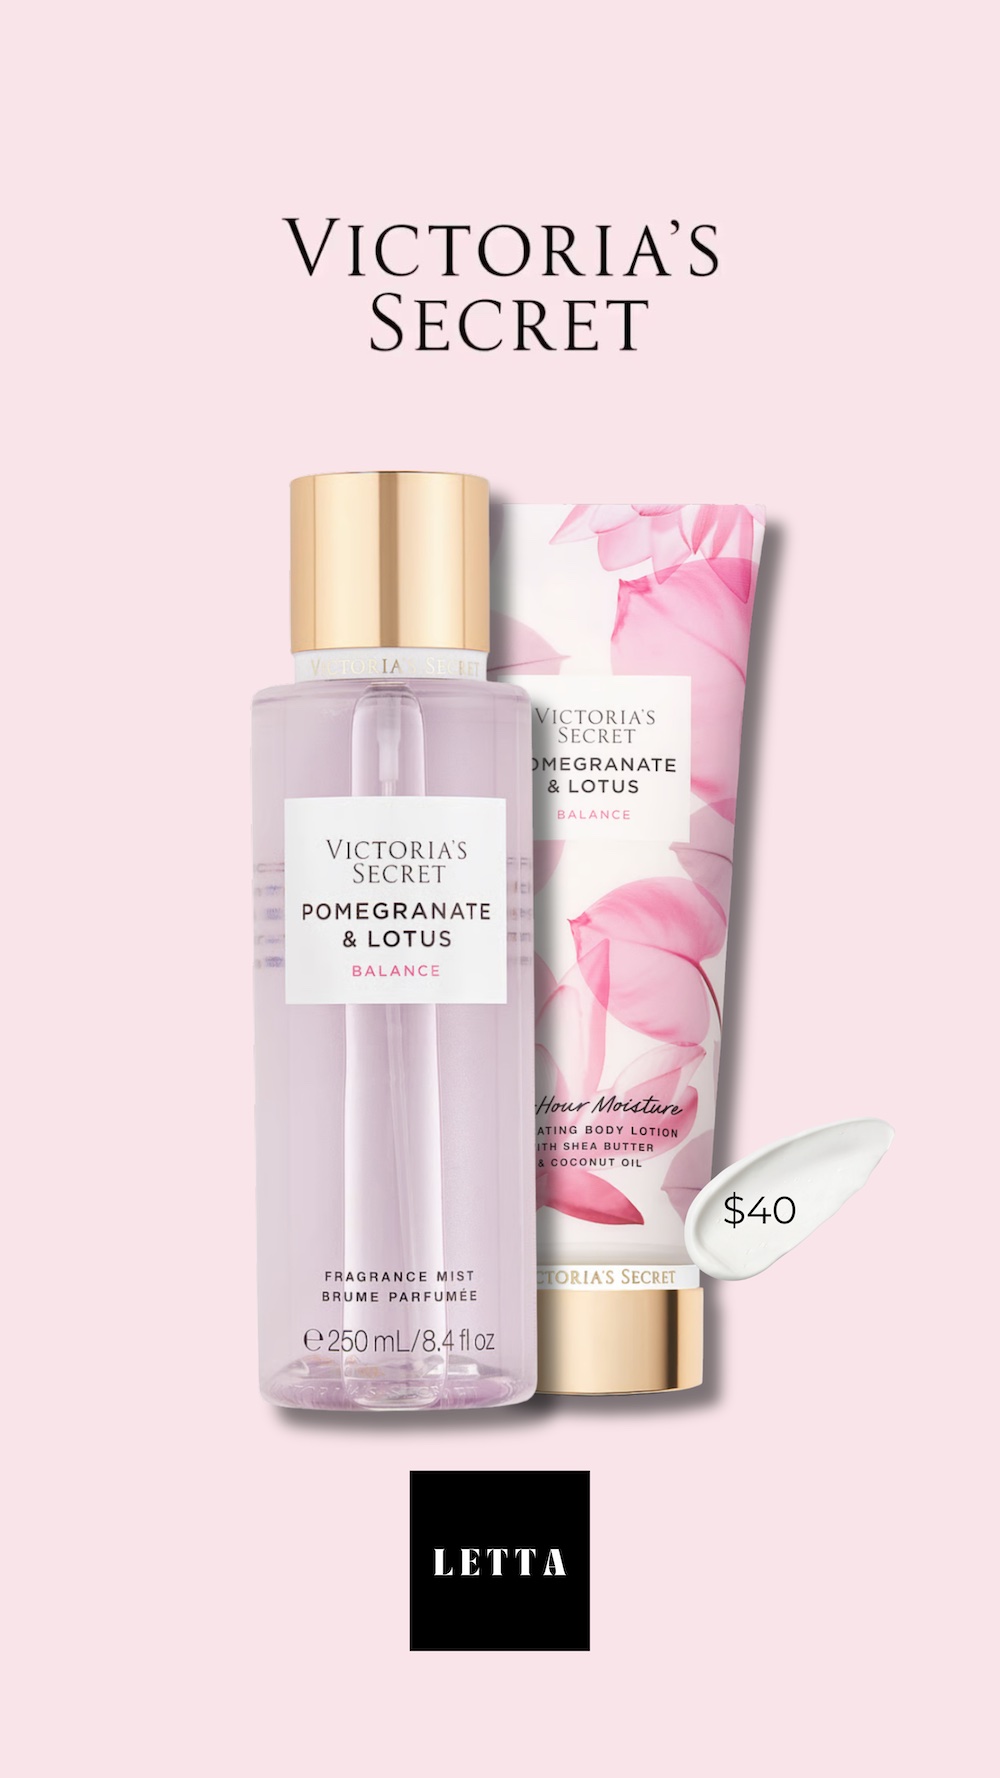 VICTORIA'S
SECRET
VICTORIA'S SECRET
VICTORIA'S
SECRET
POMEGRANATE
& LOTUS
BALANCE
FRAGRANCE MIST
BRUME PARFUMÉE
℮ 250 mL/8.4 fl oz
VICTORIA'S
SECRET
OMEGRANATE
& LOTUS
BALANCE
Hour Moisture
ATING BODY LOTION
ITH SHEA BUTTER
& COCONUT OIL
CTORIA'S SECRET
$40
LETTA